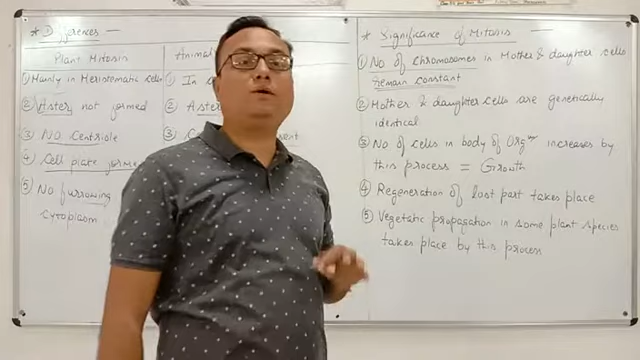 * Differences —
Plant Mitosis
① Mainly in Meristematic cells
② Asters not formed
③ No Centriole
④ Cell plate
⑤ No furrowing
cytoplasm
Animal
① In
② Aster
③
* Significance of Mitosis —
① No of chromosomes in Mother & daughter cells
remain constant
② Mother & daughter cells are genetically
identical
③ No of cells in body of Orgm increases by
this process = Growth
④ Regeneration of lost part takes place
⑤ Vegetatic propagation in some plant species
takes place by this process